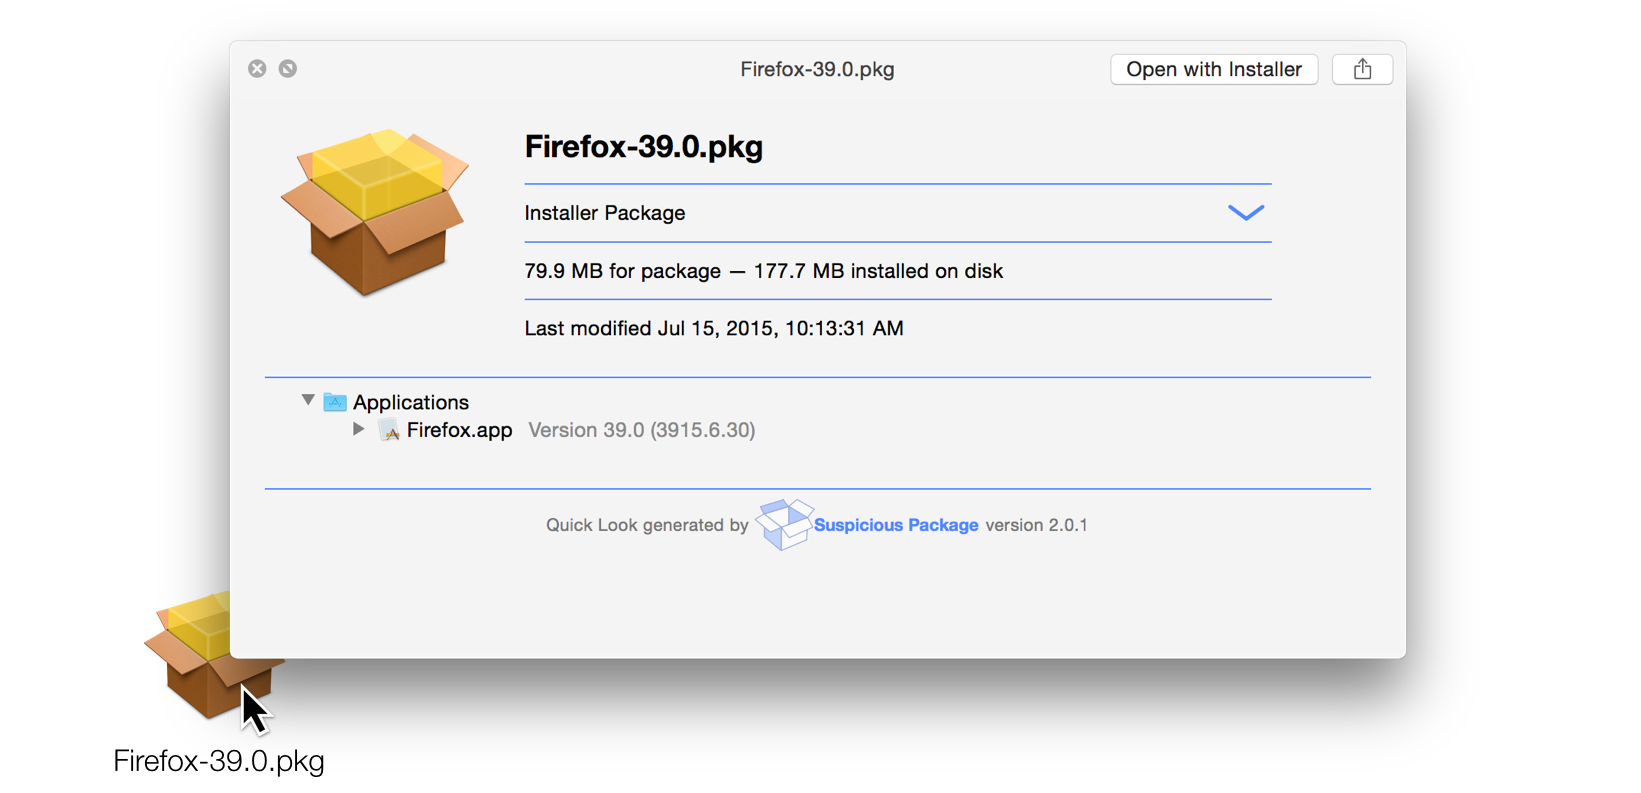 Firefox-39.0.pkg
Open with Installer
Firefox-39.0.pkg
Installer Package
79.9 MB for package — 177.7 MB installed on disk
Last modified Jul 15, 2015, 10:13:31 AM
Applications
Firefox.app Version 39.0 (3915.6.30)
Quick Look generated by Suspicious Package version 2.0.1
Firefox-39.0.pkg